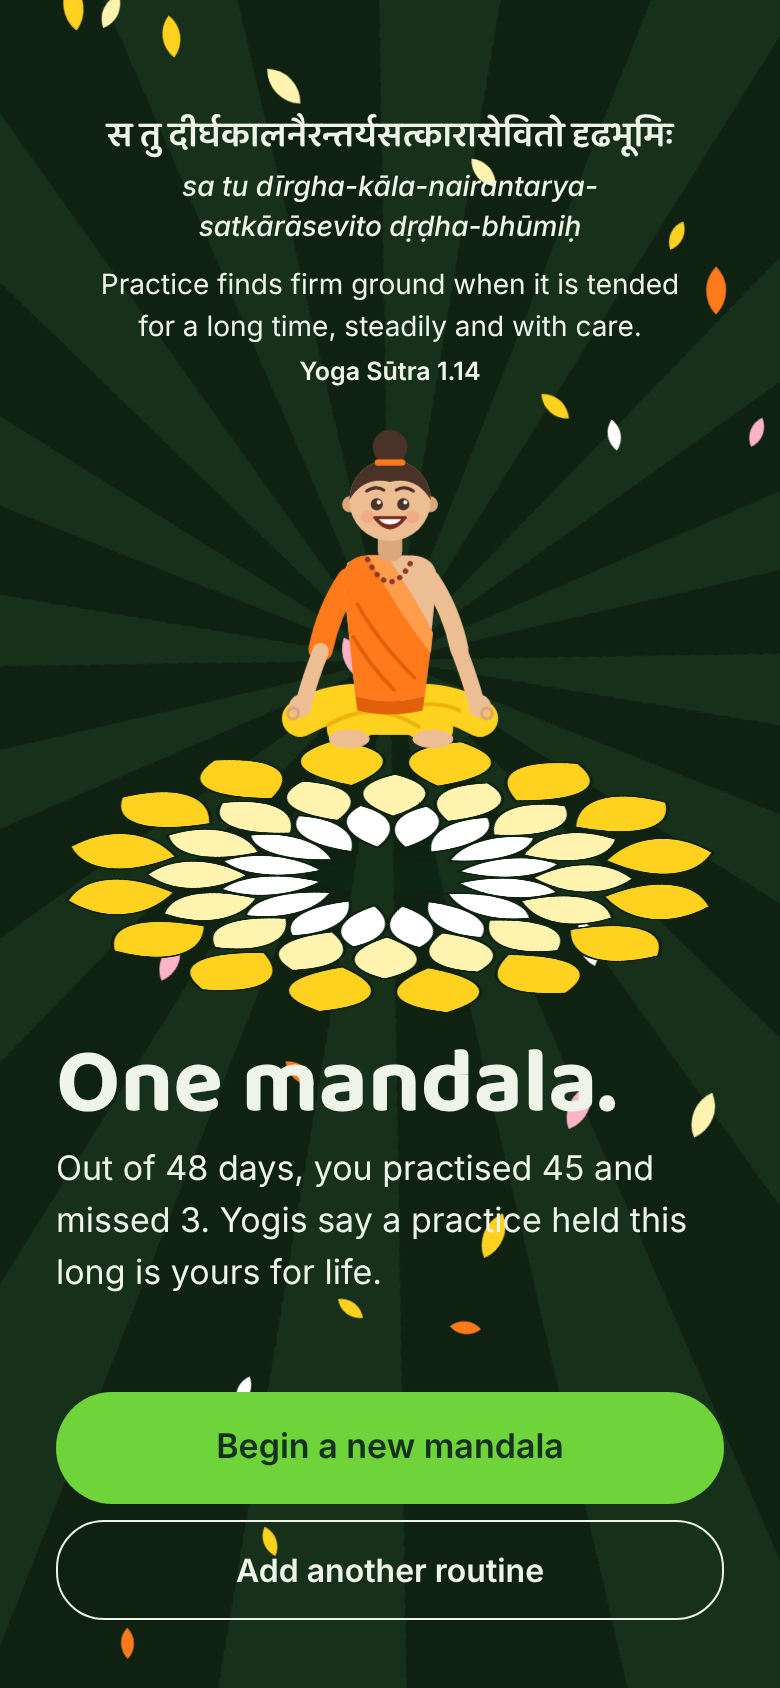 स तु दीर्घकालनैरन्तर्यसत्कारासेवितो दृढभूमिः
sa tu dīrgha-kāla-nairantarya-
satkārāsevito dṛḍha-bhūmiḥ
Practice finds firm ground when it is tended
for a long time, steadily and with care.
Yoga Sūtra 1.14
One mandala.
Out of 48 days, you practised 45 and
missed 3. Yogis say a practice held this
long is yours for life.
Begin a new mandala
Add another routine